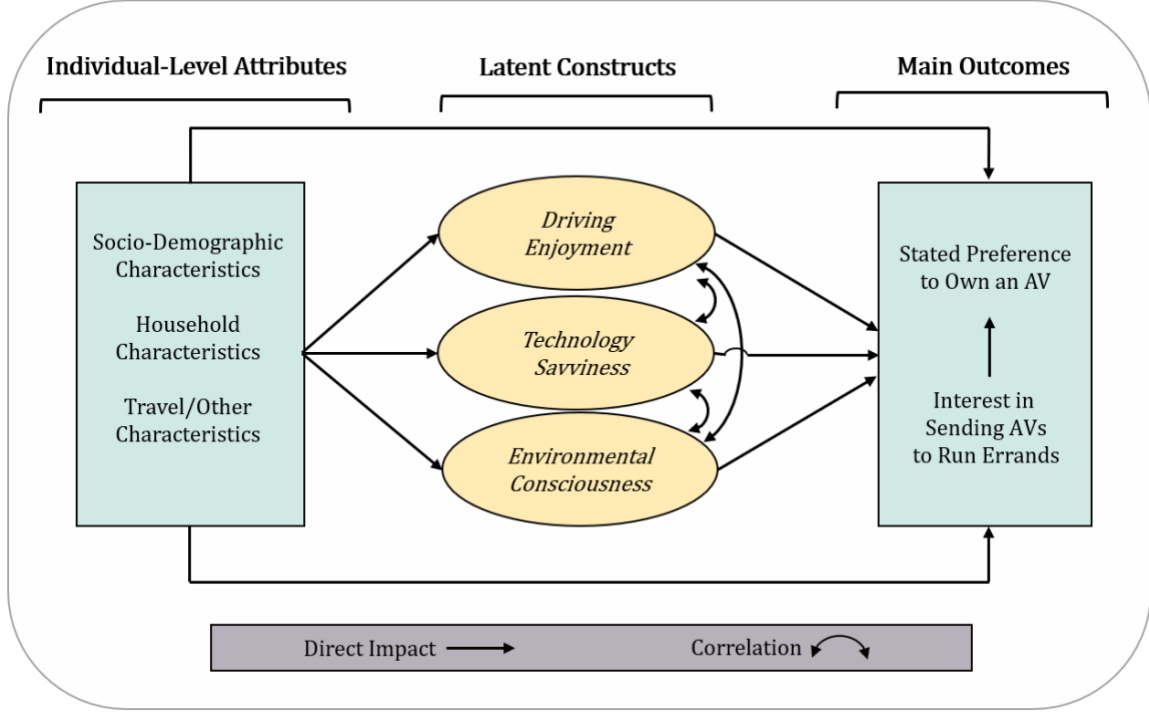 Individual-Level Attributes
Latent Constructs
Main Outcomes
Socio-Demographic
Characteristics
Household
Characteristics
Travel/Other
Characteristics
Driving
Enjoyment
Technology
Savviness
Environmental
Consciousness
Stated Preference
to Own an AV
Interest in
Sending AVs
to Run Errands
Direct Impact
Correlation